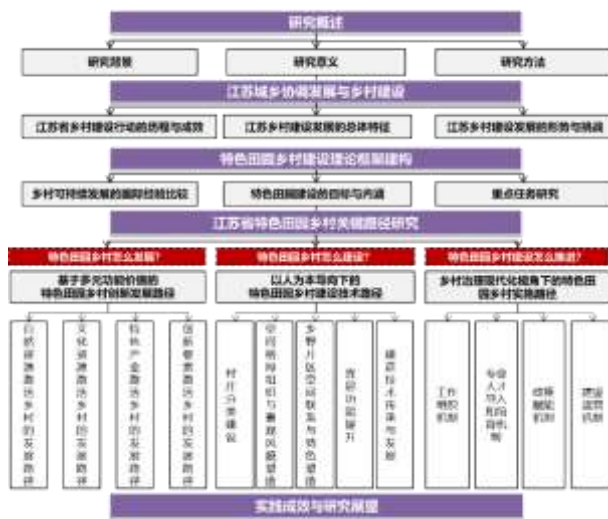 研究概述
研究背景
研究意义
研究方法
江苏城乡协调发展与乡村建设
江苏省乡村建设行动的历程与成效
江苏乡村建设发展的总体特征
江苏乡村建设发展的形势与挑战
特色田园乡村建设理论框架建构
乡村可持续发展的国际经验比较
特色田园建设的目标与内涵
重点任务研究
江苏省特色田园乡村关键路径研究
特色田园乡村怎么发展?
特色田园乡村怎么建设?
特色田园乡村建设怎么推进?
基于多元功能价值的
特色田园乡村创新发展路径
以人为本导向下的
特色田园乡村建设技术路径
乡村治理现代化视角下的特色田
园乡村实施路径
自然资源激活乡村的发展路径
文化资源激活乡村的发展路径
特色产业激活乡村的发展路径
创新要素激活乡村的发展路径
村庄分类建设
空间格局组织与景观风貌塑造
乡野片区空间联动与特色塑造
建造技术传承与发展
工作
组织
机制
专业
人才
导入
和培
育机
制
政策
赋能
机制
建设
监管
机制
实践成效与研究展望